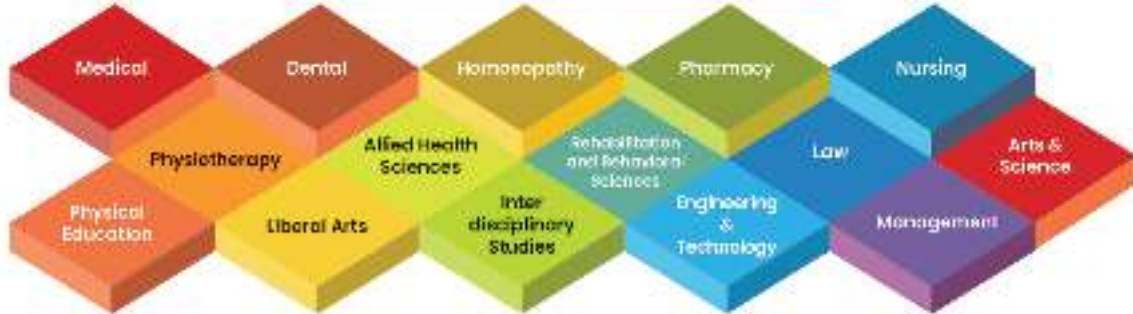 Medical
Dental
Homoeopathy
Pharmacy
Nursing
Physiotherapy
Allied Health
Sciences
Rehabilitation
and Behavioral
Sciences
Law
Arts &
Science
Physical
Education
Liberal Arts
Inter
disciplinary
Studies
Engineering
&
Technology
Management